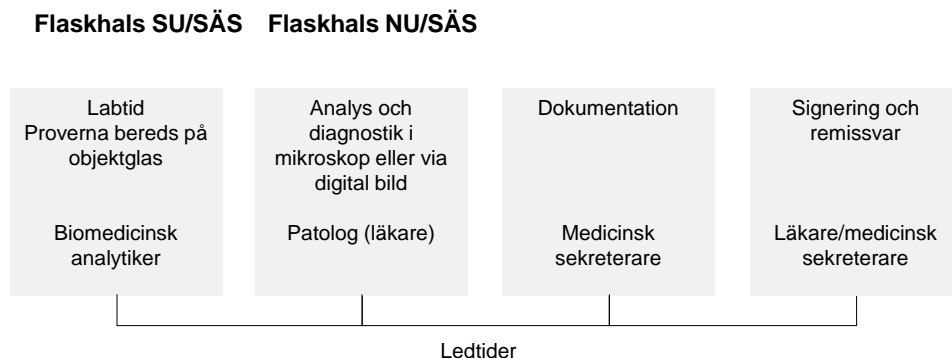 Flaskhals SU/SÄS
Flaskhals NU/SÄS
Labtid
Proverna bereds på
objektglas
Biomedicinsk
analytiker
Analys och
diagnostik i
mikroskop eller via
digital bild
Patolog (läkare)
Dokumentation
Medicinsk
sekreterare
Signering och
remissvar
Läkare/medicinsk
sekreterare
Ledtider